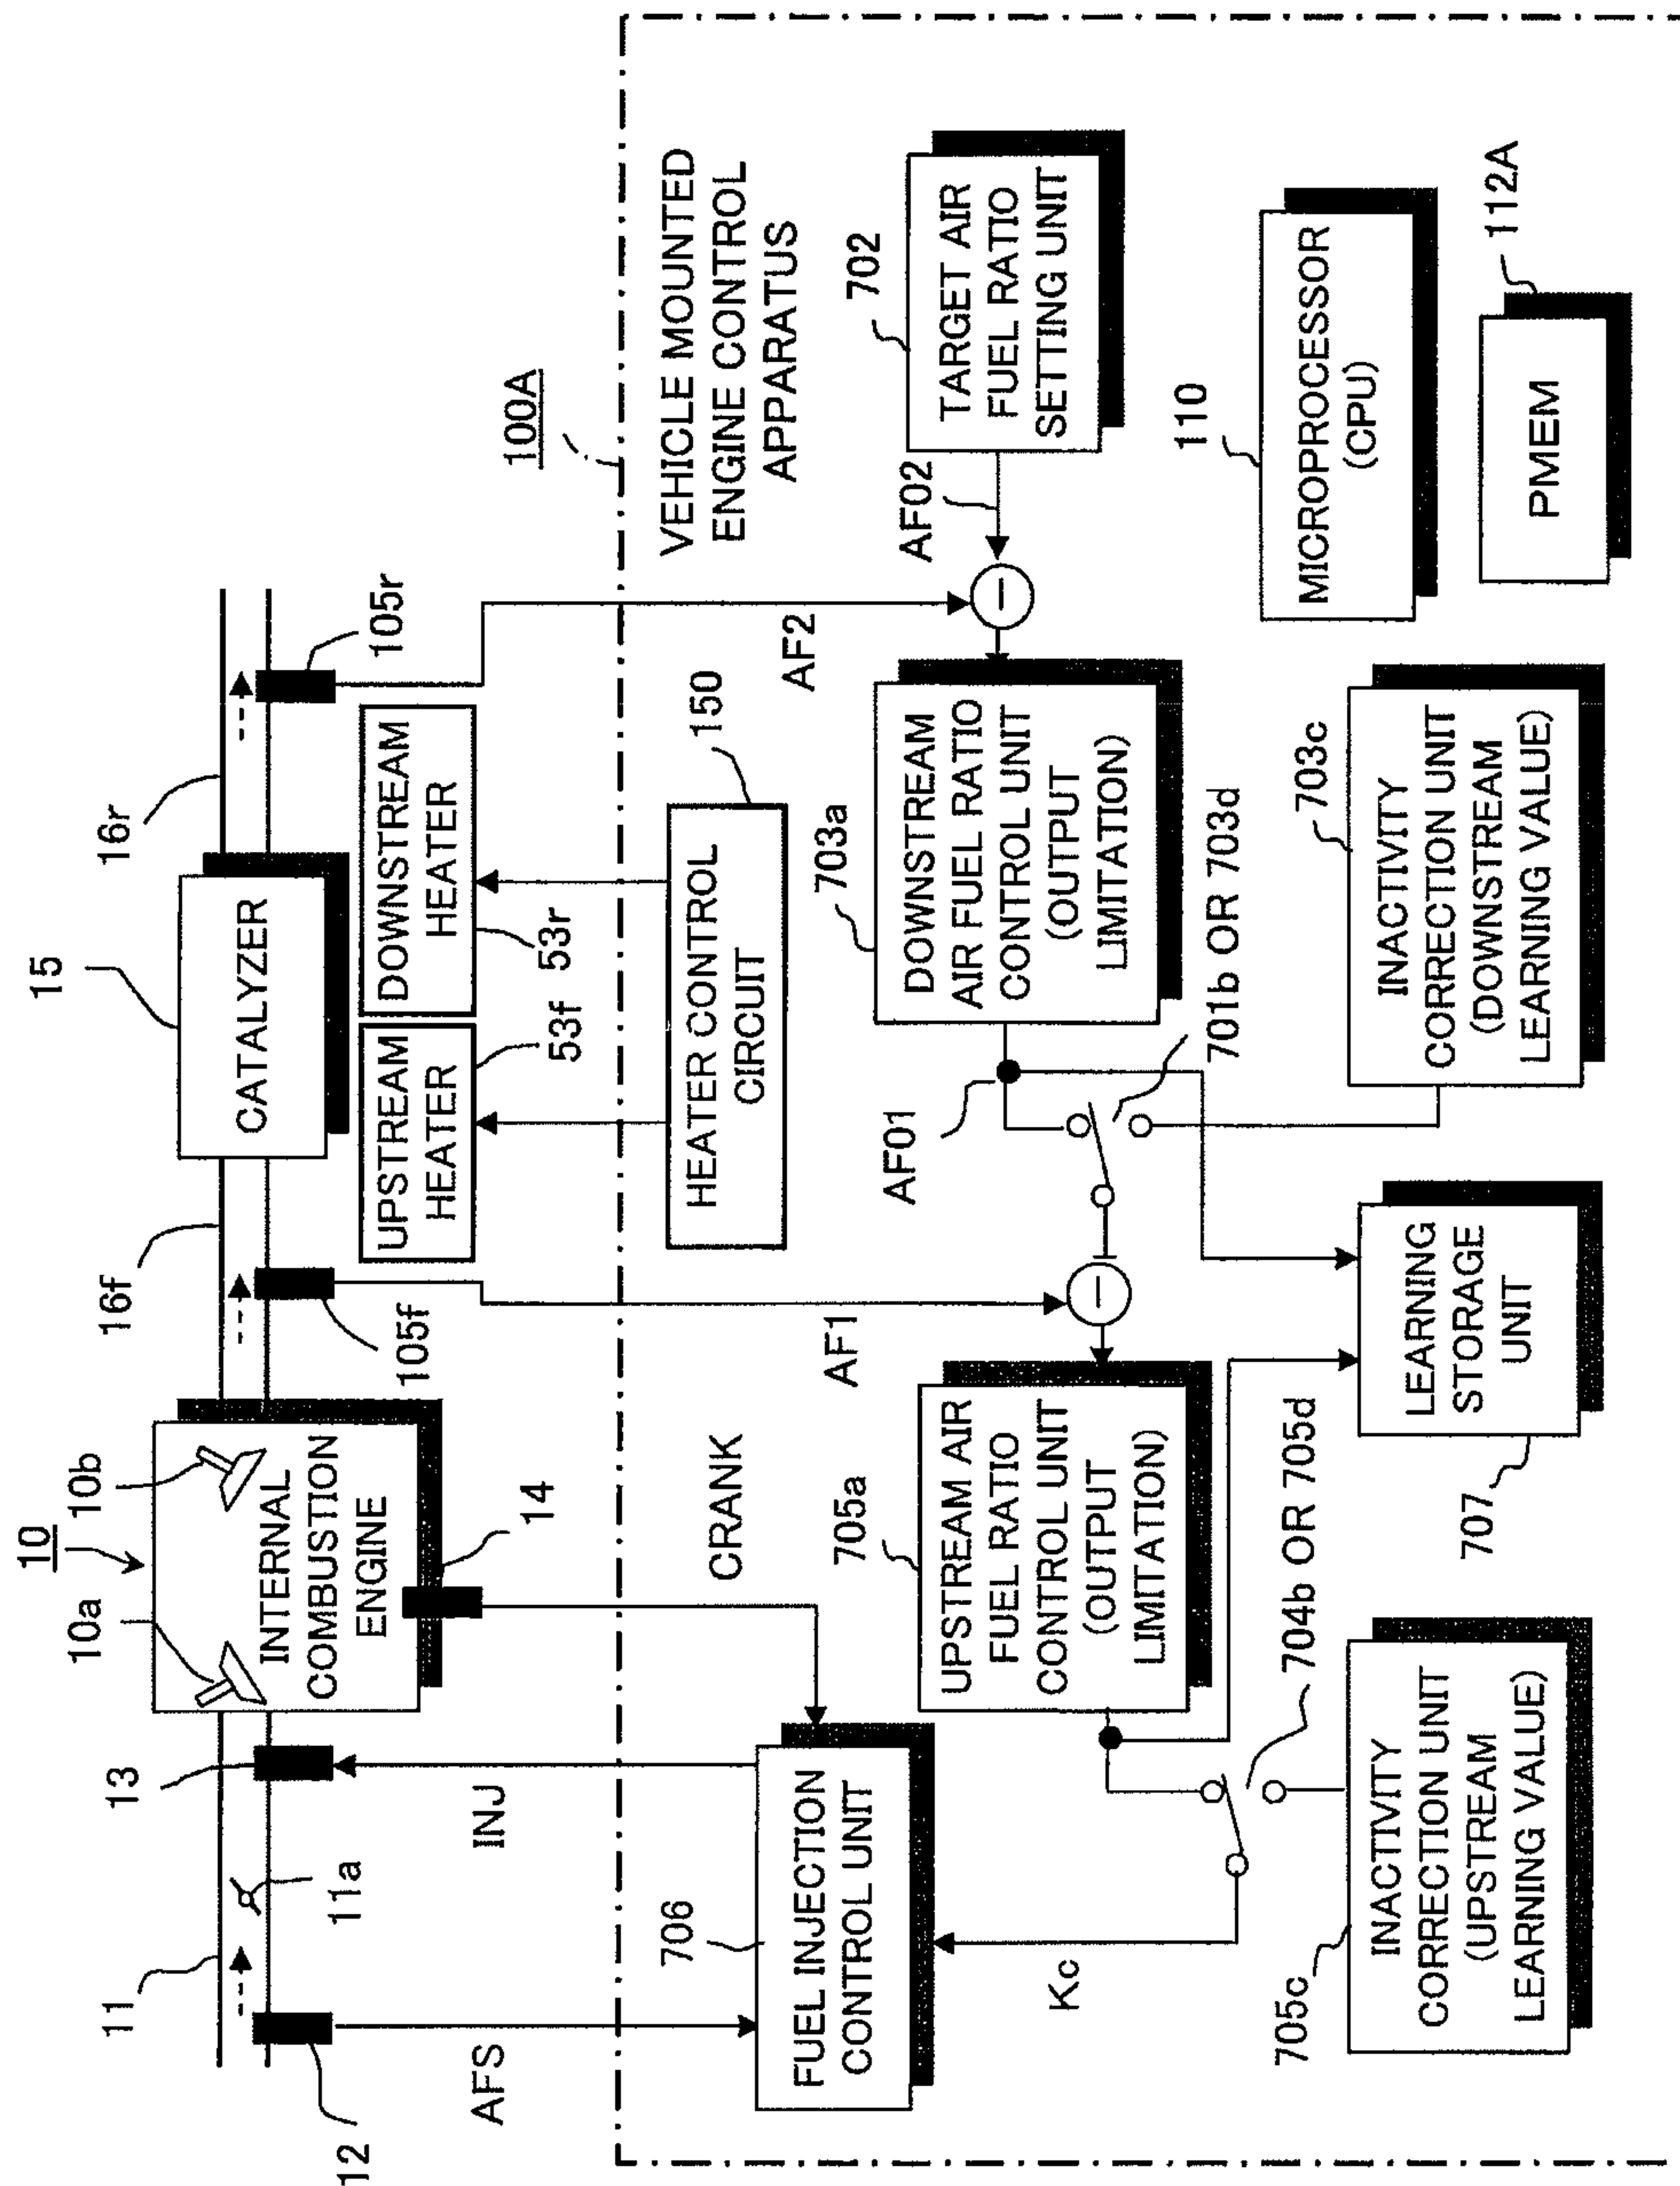 10
10a
10b
INTERNAL
COMBUSTION
ENGINE
14
11
11a
12
13
16f
105f
15
CATALYZER
16r
105r
UPSTREAM
HEATER
53f
DOWNSTREAM
HEATER
53r
100A
VEHICLE MOUNTED
ENGINE CONTROL
APPARATUS
AFS
INJ
CRANK
AF1
AF2
HEATER CONTROL
CIRCUIT
150
706
FUEL INJECTION
CONTROL UNIT
Kc
705a
UPSTREAM AIR
FUEL RATIO
CONTROL UNIT
(OUTPUT
LIMITATION)
AF01
703a
DOWNSTREAM
AIR FUEL RATIO
CONTROL UNIT
(OUTPUT
LIMITATION)
AF02
702
TARGET AIR
FUEL RATIO
SETTING UNIT
704b OR 705d
701b OR 703d
705c
INACTIVITY
CORRECTION UNIT
(UPSTREAM
LEARNING VALUE)
707
LEARNING
STORAGE
UNIT
703c
INACTIVITY
CORRECTION UNIT
(DOWNSTREAM
LEARNING VALUE)
110
MICROPROCESSOR
(CPU)
112A
PMEM